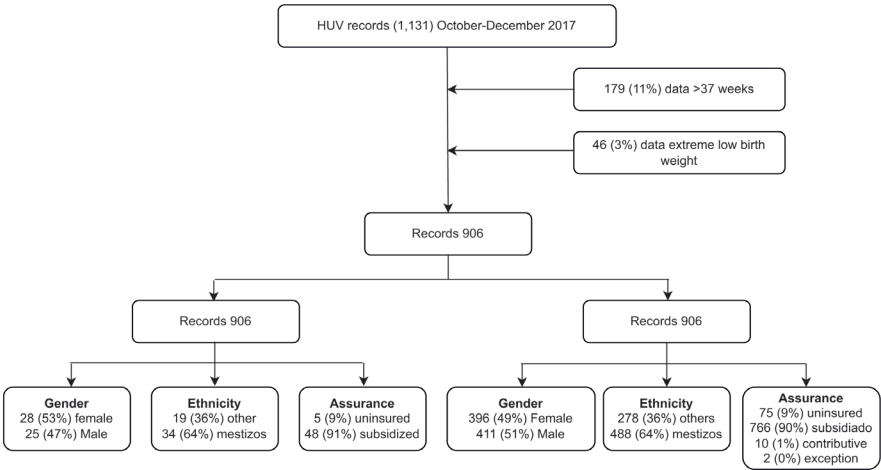 HUV records (1,131) October-December 2017
179 (11%) data >37 weeks
46 (3%) data extreme low birth
weight
Records 906
Records 906
Records 906
Gender
28 (53%) female
25 (47%) Male
Ethnicity
19 (36%) other
34 (64%) mestizos
Assurance
5 (9%) uninsured
48 (91%) subsidized
Gender
396 (49%) Female
411 (51%) Male
Ethnicity
278 (36%) others
488 (64%) mestizos
Assurance
75 (9%) uninsured
766 (90%) subsidiado
10 (1%) contributive
2 (0%) exception